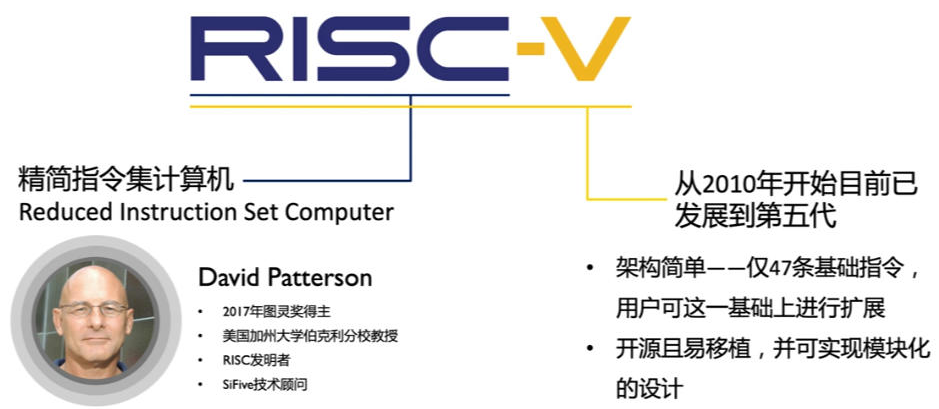 RISC-V
精简指令集计算机
Reduced Instruction Set Computer
David Patterson
• 2017年图灵奖得主
• 美国加州大学伯克利分校教授
• RISC发明者
• SiFive技术顾问
从2010年开始目前已
发展到第五代
• 架构简单——仅47条基础指令，
用户可这一基础上进行扩展
• 开源且易移植，并可实现模块化
的设计